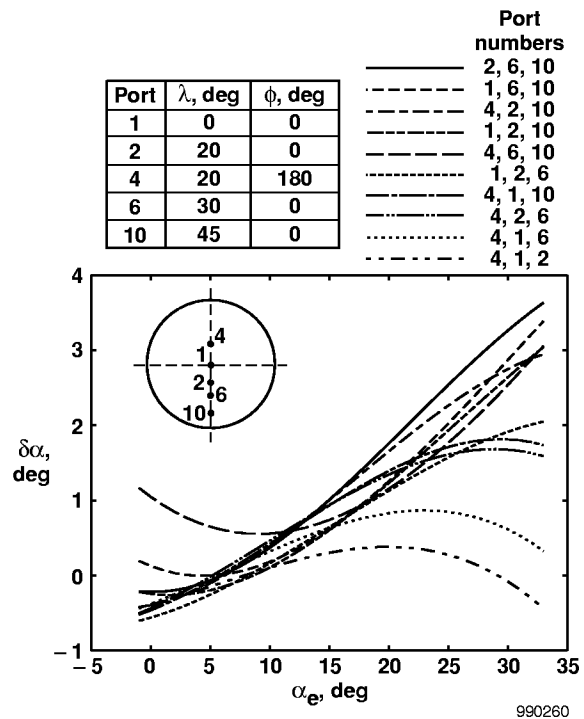 Port
numbers
2, 6, 10
1, 6, 10
4, 2, 10
1, 2, 10
4, 6, 10
1, 2, 6
4, 1, 10
4, 2, 6
4, 1, 6
4, 1, 2
Port λ, deg ϕ, deg
1 0 0
2 20 0
4 20 180
6 30 0
10 45 0
4
3
2
1
0
– 1
δα,
deg
4
1
2
6
10
– 5 0 5 10 15 20 25 30 35
αe, deg
990260